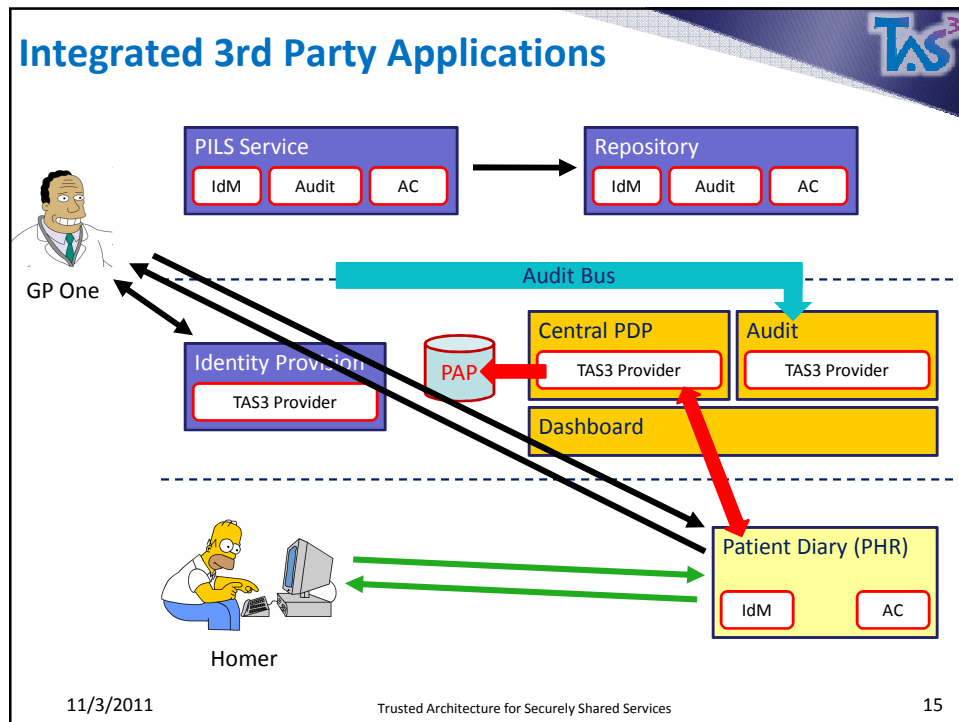 Integrated 3rd Party Applications
TAS3
PILS Service
IdM
Audit
AC
Repository
IdM
Audit
AC
GP One
Audit Bus
Identity Provision
TAS3 Provider
PAP
Central PDP
TAS3 Provider
Audit
TAS3 Provider
Dashboard
Patient Diary (PHR)
IdM
AC
Homer
11/3/2011
Trusted Architecture for Securely Shared Services
15